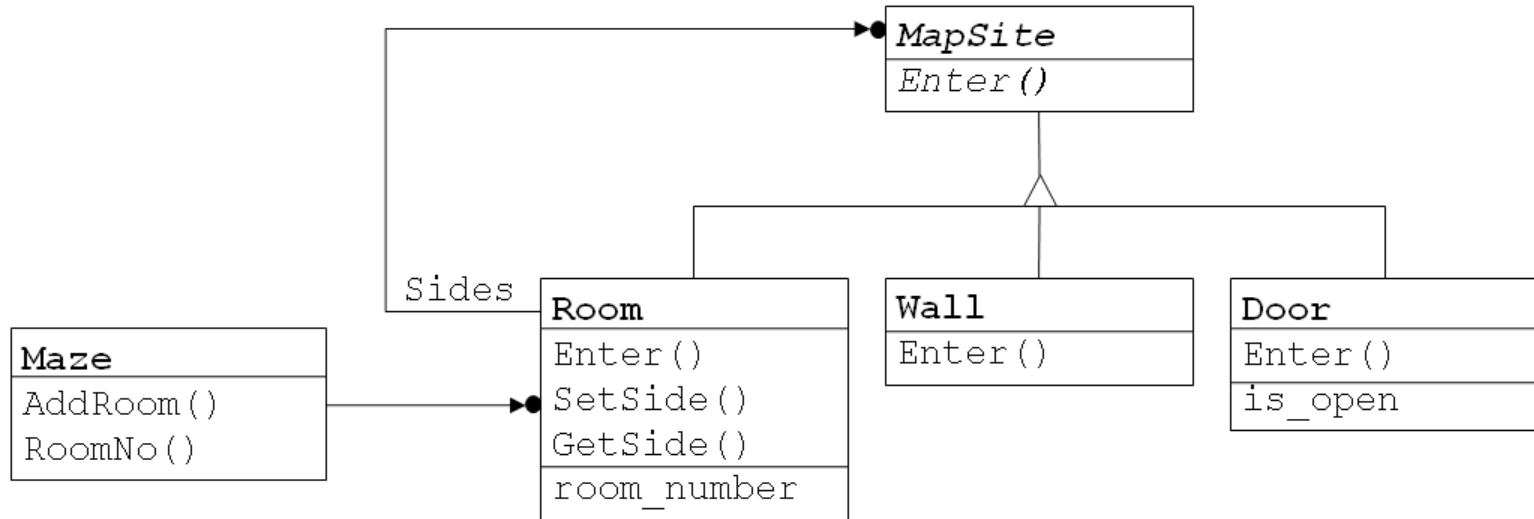 MapSite
Enter()
Sides
Room
Enter()
SetSide()
GetSide()
room_number
Wall
Enter()
Door
Enter()
is_open
Maze
AddRoom()
RoomNo()